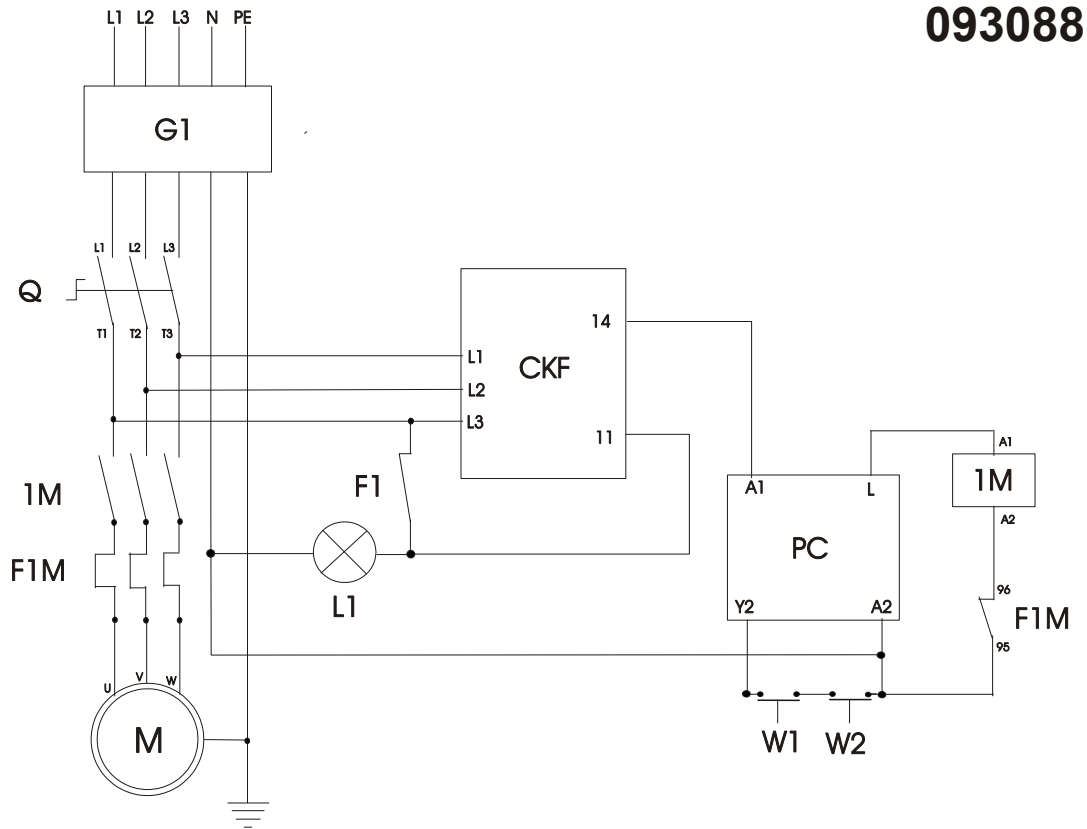 L1 L2 L3 N PE
093088
G1
L1 L2 L3
Q
T1 T2 T3
14
L1
CKF
L2
L3
11
A1
1M
F1
1M
A1 L
A2
F1M
PC
L1
96
Y2 A2
F1M
95
U V W
M
W1 W2